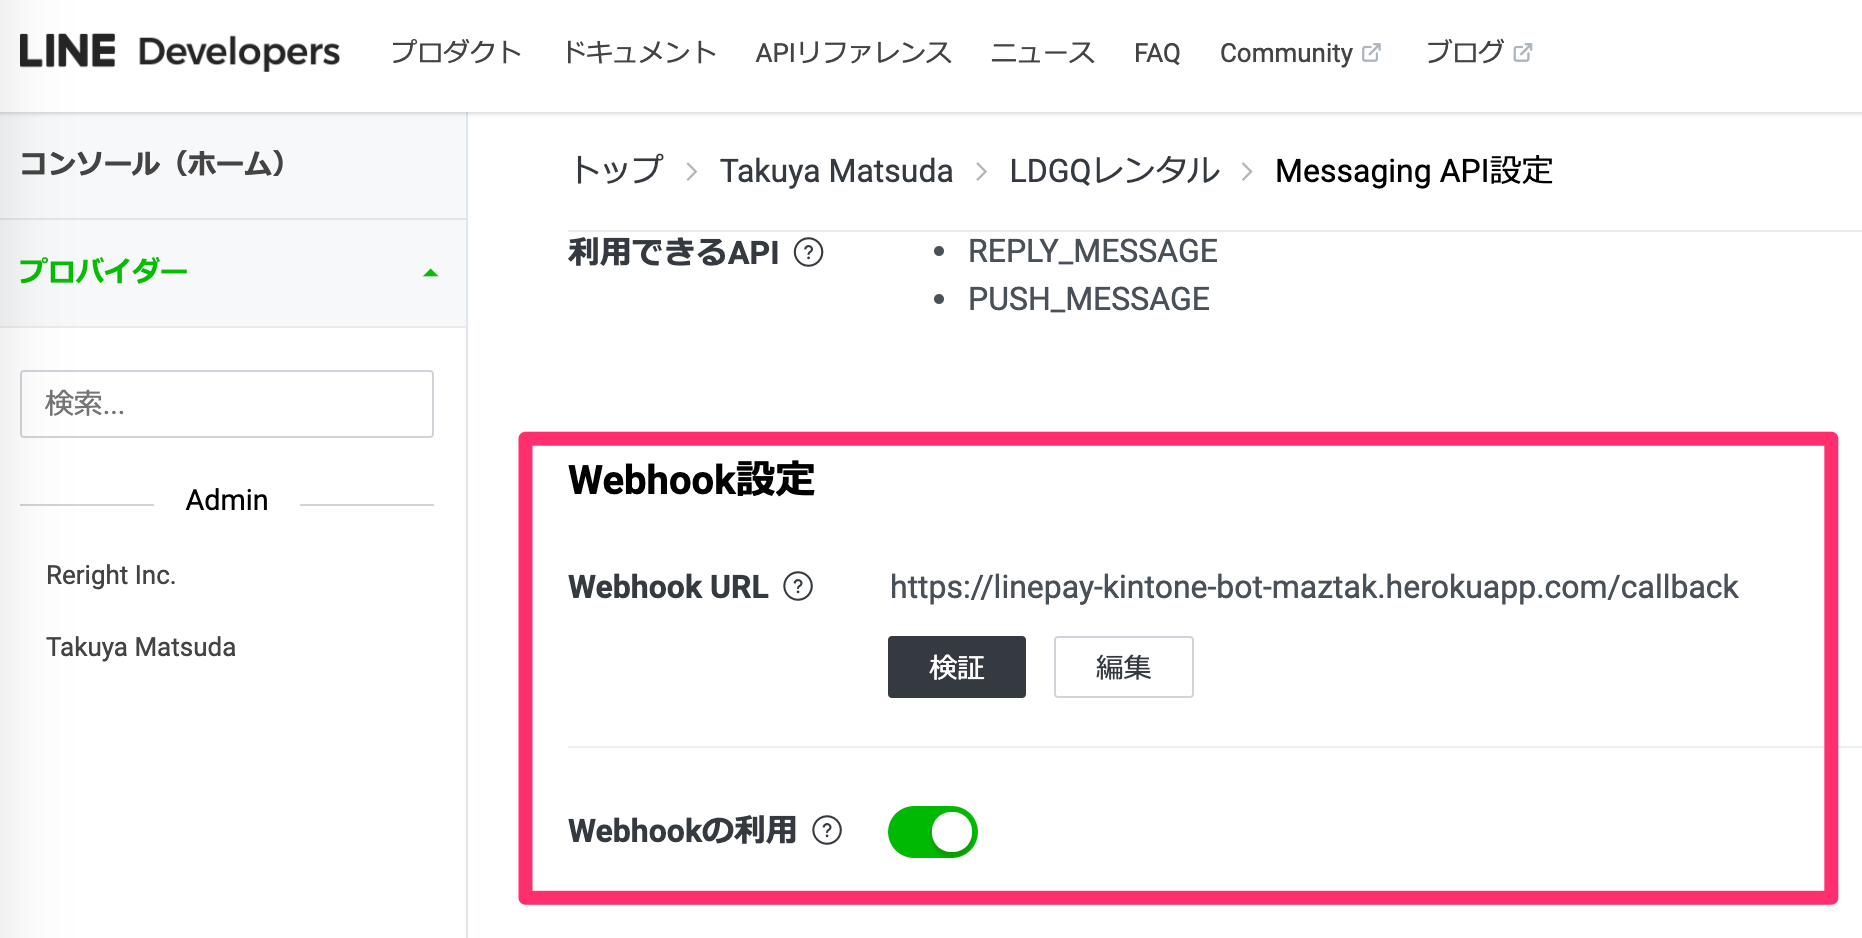 LINE Developers プロダクト ドキュメント APIリファレンス ニュース FAQ Community ブログ
コンソール（ホーム）
プロバイダー
検索...
Admin
Reright Inc.
Takuya Matsuda
トップ > Takuya Matsuda > LDGQレンタル > Messaging API設定
利用できるAPI ? • REPLY_MESSAGE
• PUSH_MESSAGE
Webhook設定
Webhook URL ? https://linepay-kintone-bot-maztak.herokuapp.com/callback
検証 編集
Webhookの利用 ?